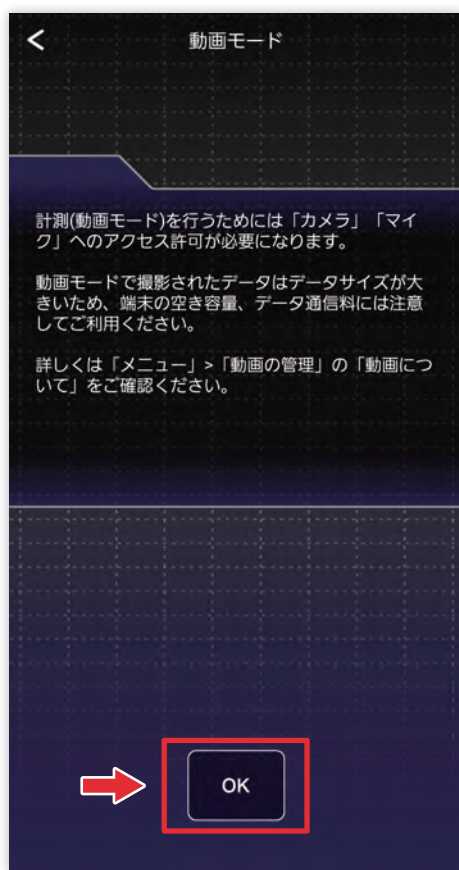 動画モード
計測(動画モード)を行うためには「カメラ」「マイ
ク」へのアクセス許可が必要になります。
動画モードで撮影されたデータはデータサイズが大
きいため、端末の空き容量、データ通信料には注意
してご利用ください。
詳しくは「メニュー」>「動画の管理」の「動画につ
いて」をご確認ください。
OK